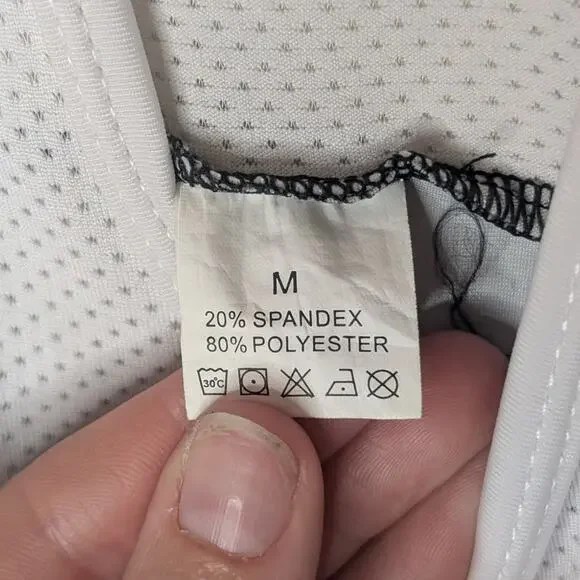 M
20% SPANDEX
80% POLYESTER
30°C